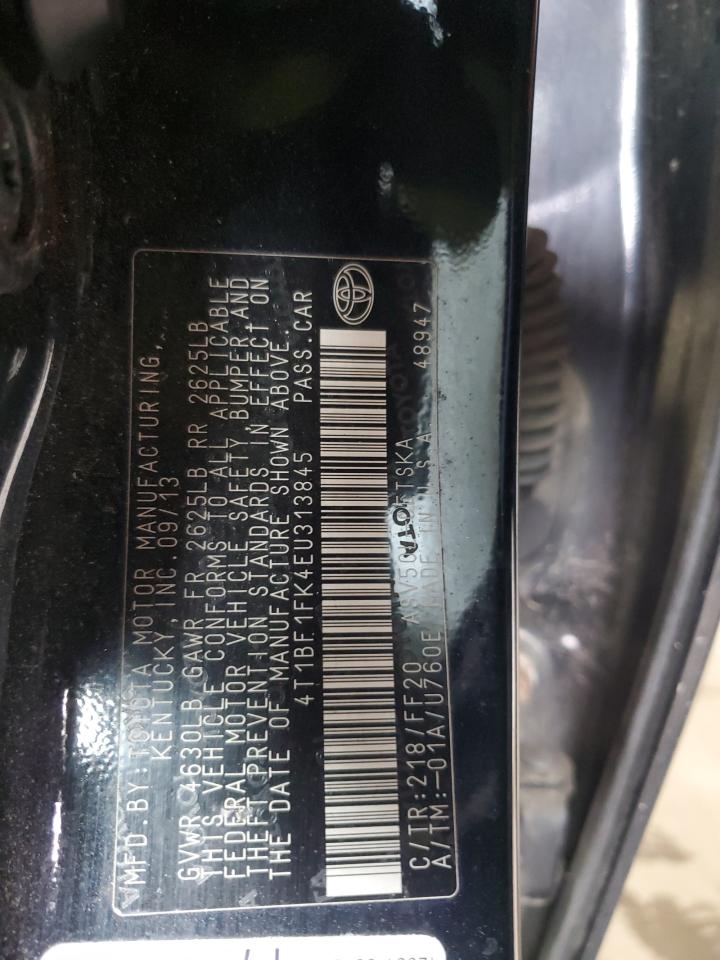 MFD.BY:TOYOTA MOTOR MANUFACTURING,
KENTUCKY, INC. 09/13
GVWR 4630LB GAWR FR 2625LB RR 2625LB
THIS VEHICLE CONFORMS TO ALL APPLICABLE
FEDERAL MOTOR VEHICLE SAFETY, BUMPER, AND
THEFT PREVENTION STANDARDS IN EFFECT ON
THE DATE OF MANUFACTURE SHOWN ABOVE.
4T1BF1FK4EU313845 PASS. CAR
C/TR:218/FF20
A/TM:-01A/U760E MADE IN U.S.A. 48947